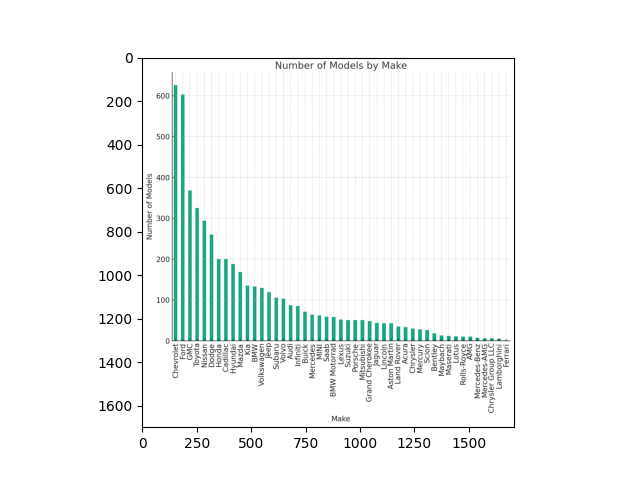 Number of Models by Make
Number of Models
600
500
400
300
200
100
0
Chevrolet
Ford
GMC
Toyota
Nissan
Dodge
Honda
Cadillac
Hyundai
Mazda
Kia
BMW
Volkswagen
Jeep
Subaru
Volvo
Audi
Infiniti
Buick
Mercedes
MINI
Saab
BMW Motorrad
Lexus
Suzuki
Porsche
Mitsubishi
Grand Cherokee
Jaguar
Lincoln
Aston Martin
Land Rover
Acura
Chrysler
Mercury
Scion
Bentley
Maybach
Maserati
Lotus
Rolls-Royce
AMG
Mercedes-Benz
Mercedes-AMG
Chrysler Group LLC
Lamborghini
Ferrari
Make
0
200
400
600
800
1000
1200
1400
1600
0
250
500
750
1000
1250
1500